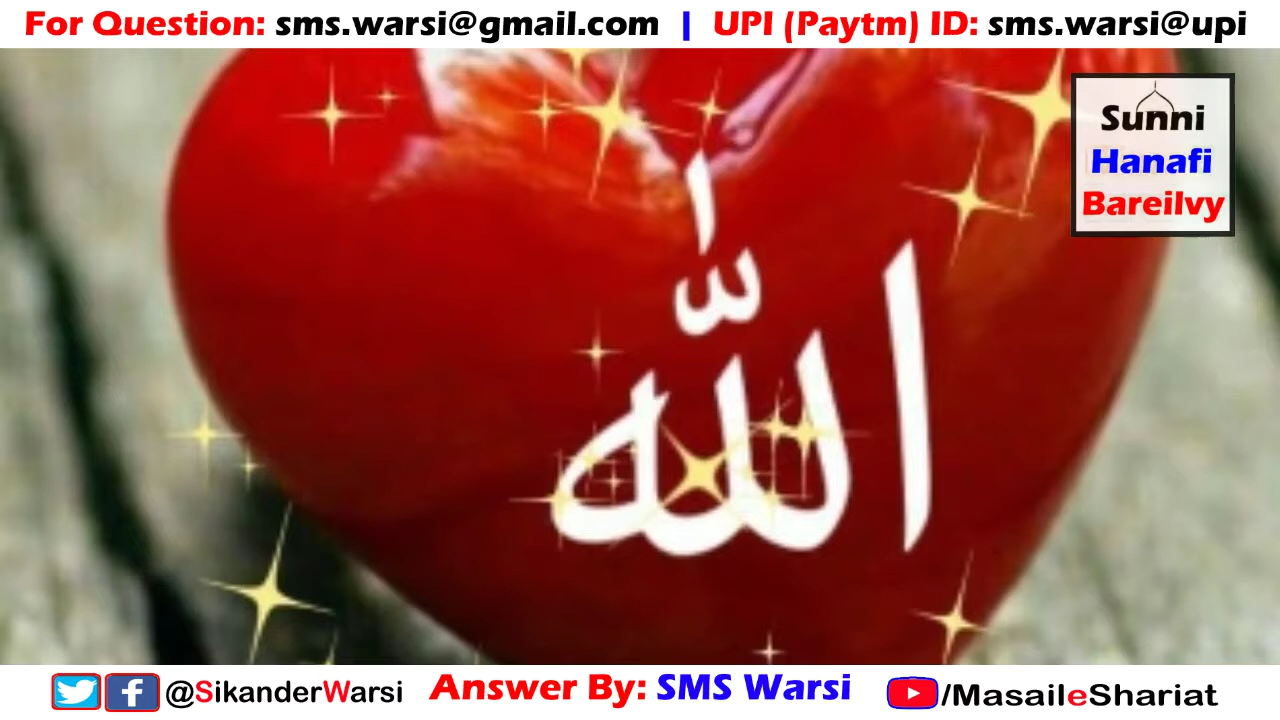 For Question: sms.warsi@gmail.com | UPI (Paytm) ID: sms.warsi@upi
Sunni
Hanafi
Bareilvy
الله
@SikanderWarsi Answer By: SMS Warsi /MasaileShariat